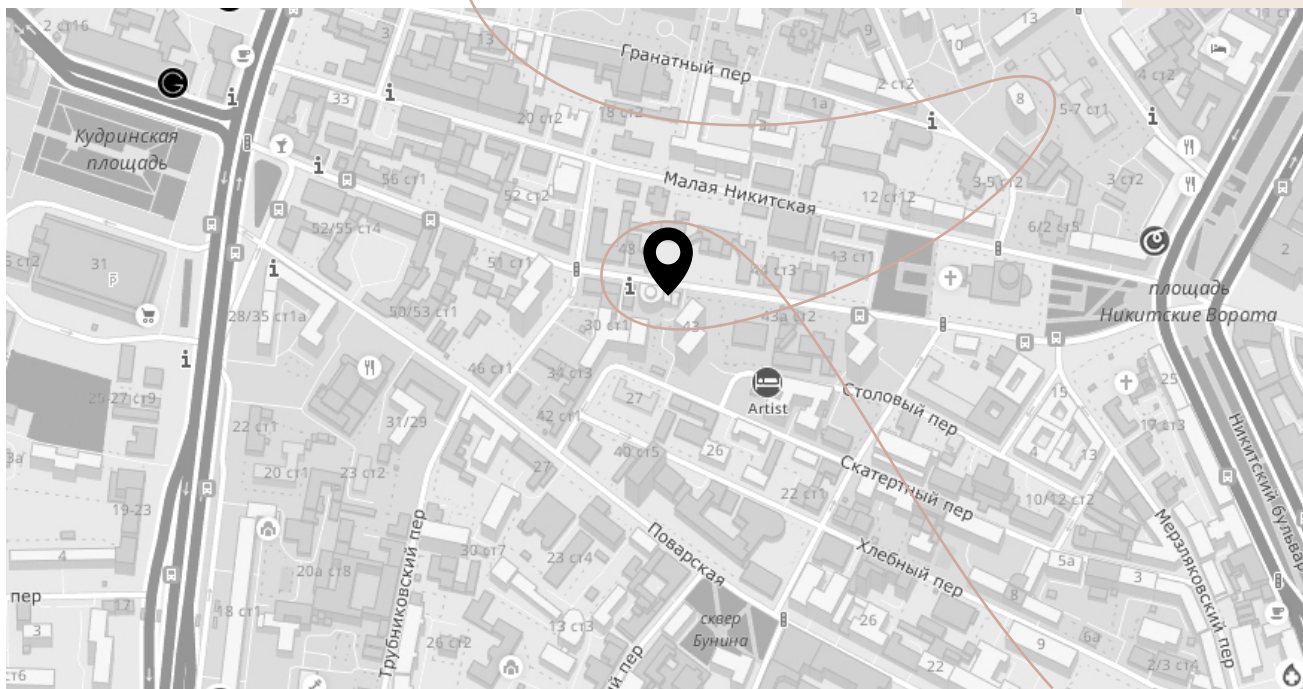 2 ст16
3
13
9
10
13
Гранатный пер
4 ст2
2 ст2
8
5-7 ст1
33
20 ст2
18 ст2
1а
Кудринская
площадь
56 ст1
52 ст2
Малая Никитская
12 ст12
3 ст2
52/55 ст4
6/2 ст5
31
51 ст1
48
13 ст1
2
площадь
Никитские Ворота
28/35 ст1а
50/53 ст1
30 ст1
43
43а ст2
46 ст1
34 ст3
25
25-27 ст9
31/29
42 ст1
27
Artist
Столовый пер
15
17 ст3
22 ст1
40 ст5
26
4
13
Никитский бульвар
3а
20 ст1
23 ст2
27
22 ст1
Скатертный пер
10/12 ст2
19-23
4
20а ст8
Трубниковский пер
30 ст7
23 ст4
Поварская
Хлебный пер
5а
3
Мерзляковский пер
пер
17
18 ст1
3
26 ст2
13 ст3
сквер
Бунина
26
8
9
6а
22
2/3 ст4
ст6